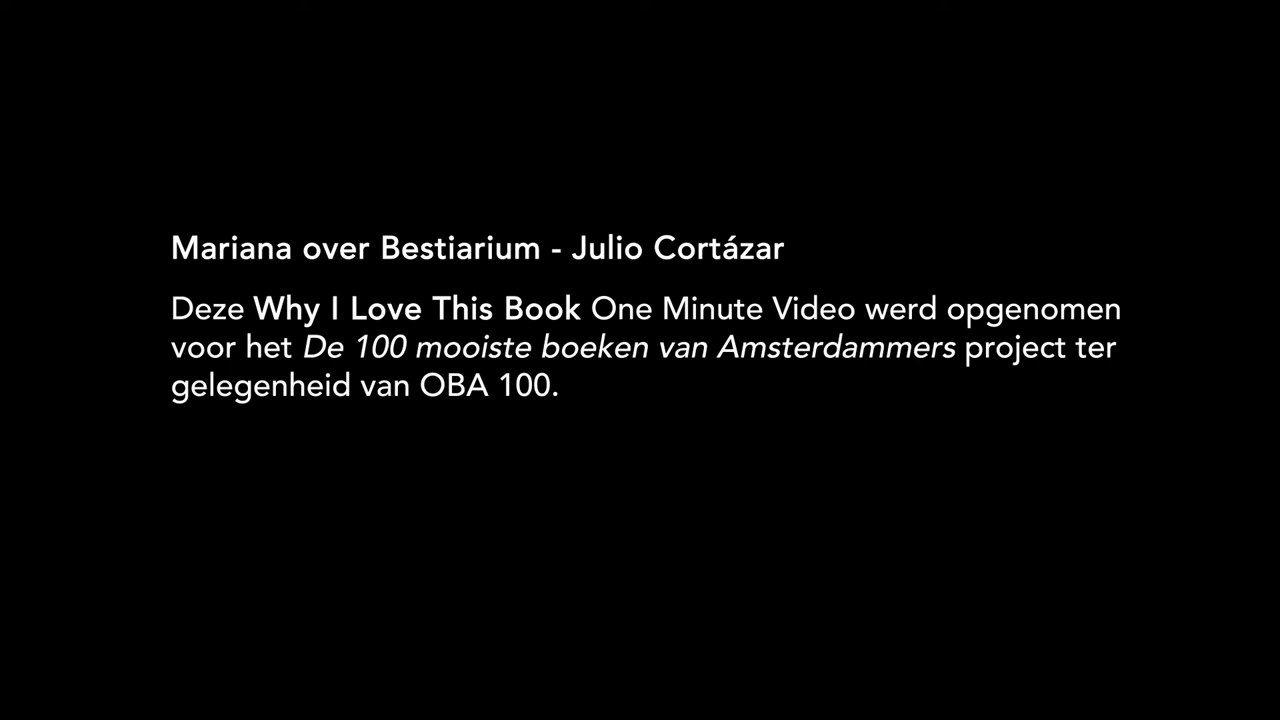 Mariana over Bestiarium - Julio Cortázar
Deze Why I Love This Book One Minute Video werd opgenomen
voor het De 100 mooiste boeken van Amsterdammers project ter
gelegenheid van OBA 100.